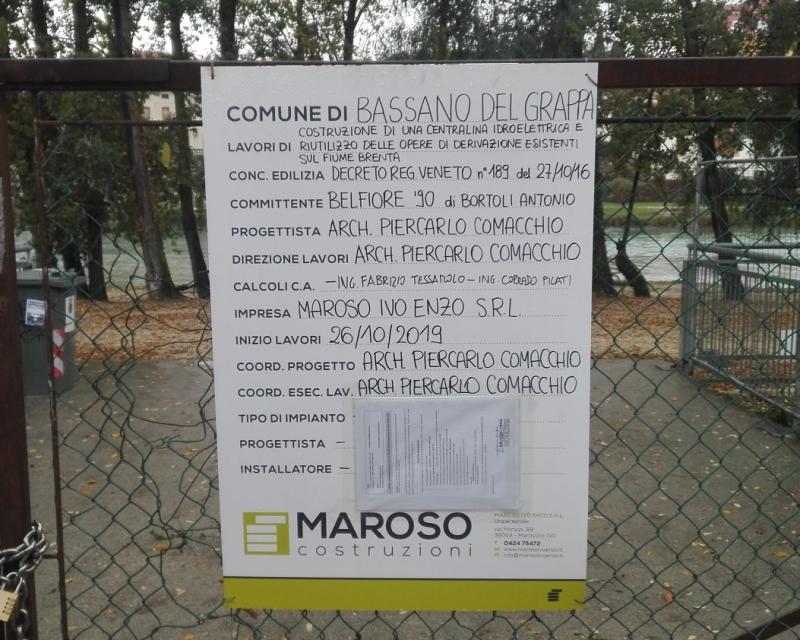 COMUNE DI BASSANO DEL GRAPPA
COSTRUZIONE DI UNA CENTRALINA IDROELETTRICA E
LAVORI DI RIUTILIZZO DELLE OPERE DI DERIVAZIONE ESISTENTI
SUL FIUME BRENTA
CONC. EDILIZIA DECRETO REG. VENETO n° 189 del 27/10/16
COMMITTENTE BELFIORE '90 di BORTOLI ANTONIO
PROGETTISTA ARCH. PIERCARLO COMACCHIO
DIREZIONE LAVORI ARCH. PIERCARLO COMACCHIO
CALCOLI C.A. - ING. FABRIZIO TESSAROLO - ING. CORRADO PILATI
IMPRESA MAROSO IVO ENZO S.R.L.
INIZIO LAVORI 26/10/2019
COORD. PROGETTO ARCH. PIERCARLO COMACCHIO
COORD. ESEC. LAV. ARCH. PIERCARLO COMACCHIO
TIPO DI IMPIANTO
PROGETTISTA -
INSTALLATORE -
MAROSO
costruzioni
MAROSO IVO ENZO S.R.L.
Unipersonale
36063 - Marostica (VI)
T. 0424 75472